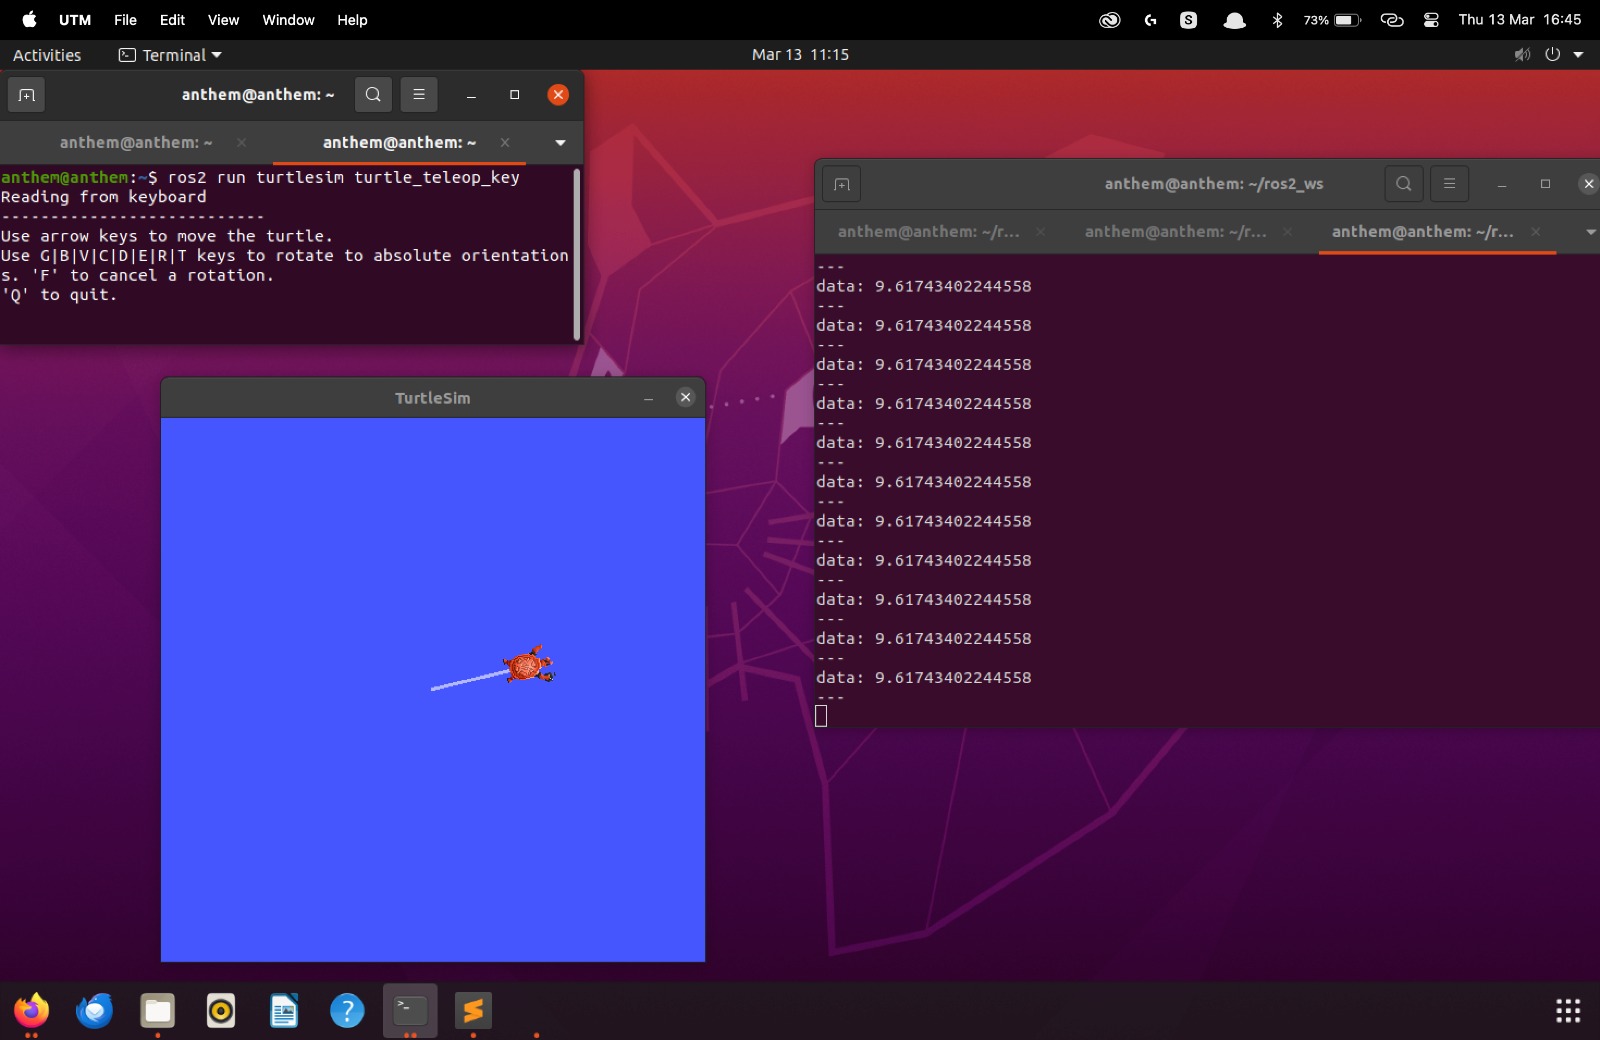 UTM File Edit View Window Help
S 73% Thu 13 Mar 16:45
Activities Terminal Mar 13 11:15
anthem@anthem: ~
anthem@anthem: ~ anthem@anthem: ~
anthem@anthem:~$ ros2 run turtlesim turtle_teleop_key
Reading from keyboard
---------------------------
Use arrow keys to move the turtle.
Use G|B|V|C|D|E|R|T keys to rotate to absolute orientation
s. 'F' to cancel a rotation.
'Q' to quit.
anthem@anthem: ~/ros2_ws
anthem@anthem: ~/r... anthem@anthem: ~/r... anthem@anthem: ~/r...
---
data: 9.61743402244558
---
data: 9.61743402244558
---
data: 9.61743402244558
---
data: 9.61743402244558
---
data: 9.61743402244558
---
data: 9.61743402244558
---
data: 9.61743402244558
---
data: 9.61743402244558
---
data: 9.61743402244558
---
data: 9.61743402244558
---
data: 9.61743402244558
---
TurtleSim